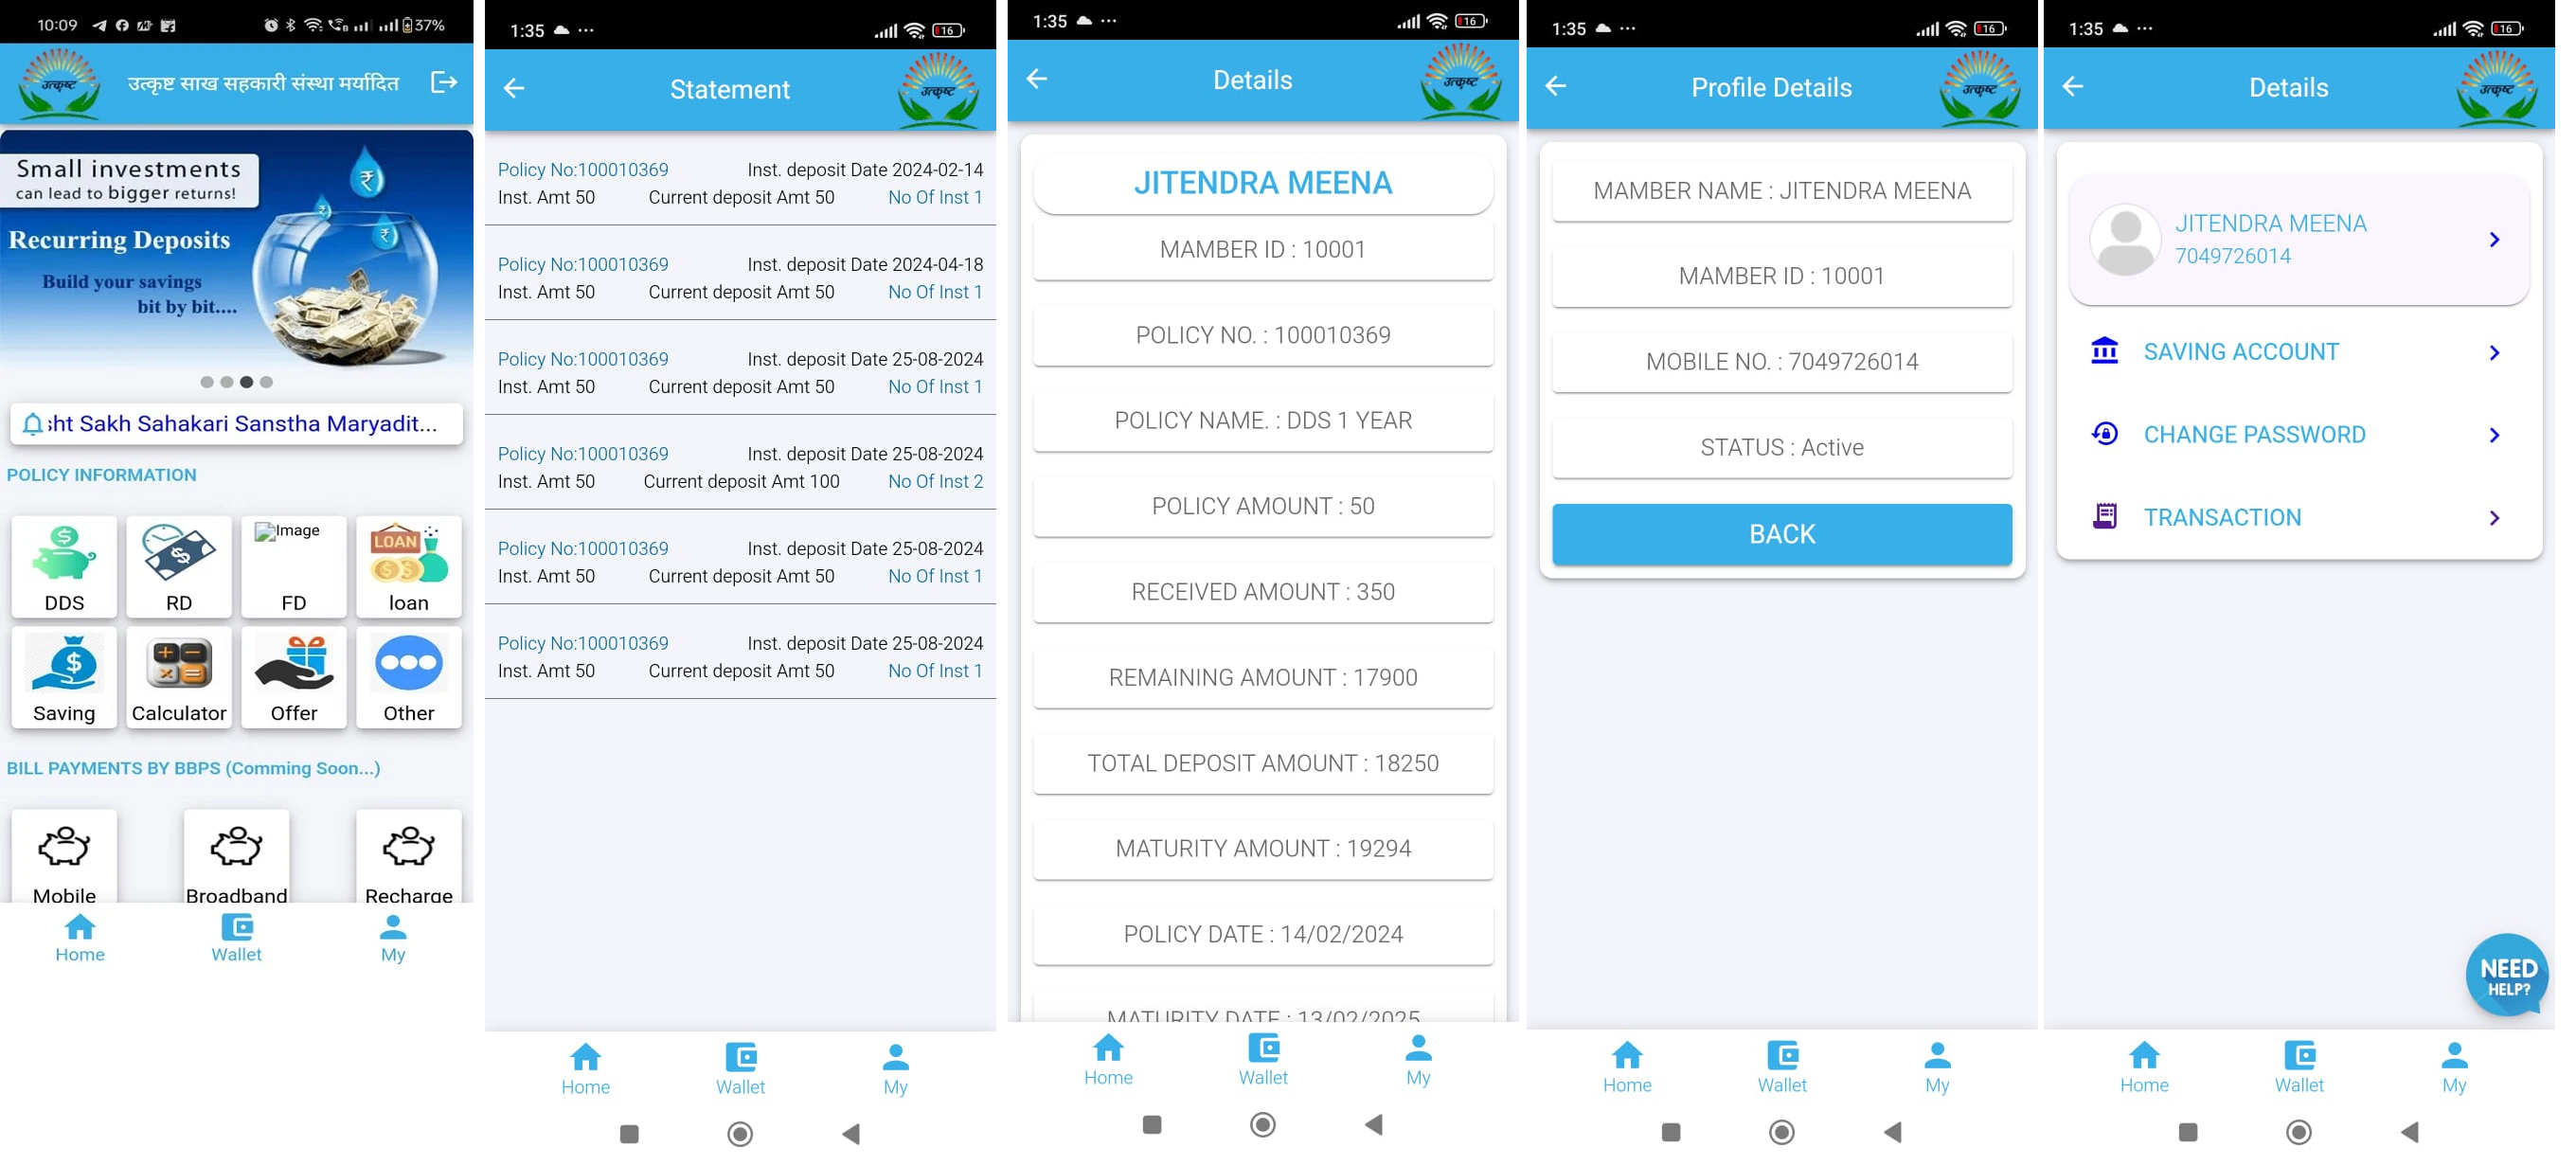 10:09
37%
उत्कृष्ट
उत्कृष्ट साख सहकारी संस्था मर्यादित
Small investments
can lead to bigger returns!
Recurring Deposits
Build your savings
bit by bit....
ht Sakh Sahakari Sanstha Maryadit...
POLICY INFORMATION
Image
LOAN
DDS
RD
FD
loan
Saving
Calculator
Offer
Other
BILL PAYMENTS BY BBPS (Comming Soon...)
Mobile
Broadband
Recharge
Home
Wallet
My
1:35
16
Statement
उत्कृष्ट
Policy No:100010369 Inst. deposit Date 2024-02-14
Inst. Amt 50 Current deposit Amt 50 No Of Inst 1
Policy No:100010369 Inst. deposit Date 2024-04-18
Inst. Amt 50 Current deposit Amt 50 No Of Inst 1
Policy No:100010369 Inst. deposit Date 25-08-2024
Inst. Amt 50 Current deposit Amt 50 No Of Inst 1
Policy No:100010369 Inst. deposit Date 25-08-2024
Inst. Amt 50 Current deposit Amt 100 No Of Inst 2
Policy No:100010369 Inst. deposit Date 25-08-2024
Inst. Amt 50 Current deposit Amt 50 No Of Inst 1
Policy No:100010369 Inst. deposit Date 25-08-2024
Inst. Amt 50 Current deposit Amt 50 No Of Inst 1
Home
Wallet
My
1:35
16
Details
उत्कृष्ट
JITENDRA MEENA
MAMBER ID : 10001
POLICY NO. : 100010369
POLICY NAME. : DDS 1 YEAR
POLICY AMOUNT : 50
RECEIVED AMOUNT : 350
REMAINING AMOUNT : 17900
TOTAL DEPOSIT AMOUNT : 18250
MATURITY AMOUNT : 19294
POLICY DATE : 14/02/2024
MATURITY DATE : 13/02/2025
Home
Wallet
My
1:35
16
Profile Details
उत्कृष्ट
MAMBER NAME : JITENDRA MEENA
MAMBER ID : 10001
MOBILE NO. : 7049726014
STATUS : Active
BACK
Home
Wallet
My
1:35
16
Details
उत्कृष्ट
JITENDRA MEENA
7049726014
SAVING ACCOUNT
CHANGE PASSWORD
TRANSACTION
NEED
HELP?
Home
Wallet
My